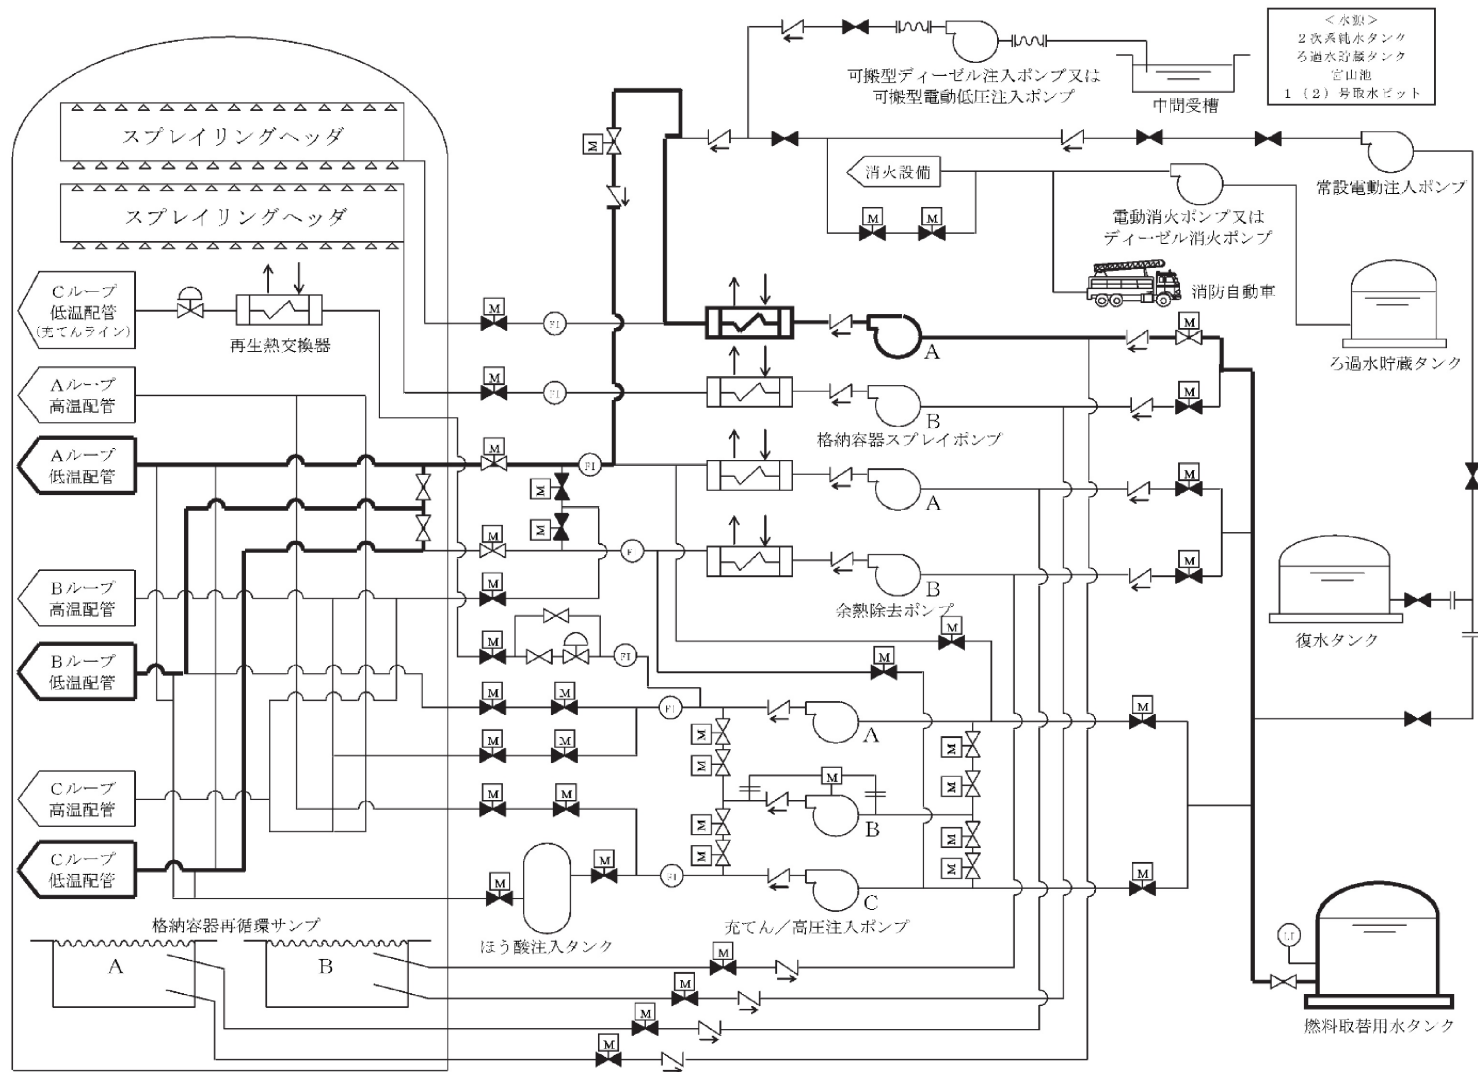 <水源>
2次系純水タンク
ろ過水貯蔵タンク
宮山池
1(2)号取水ピット
可搬型ディーゼル注入ポンプ又は
可搬型電動低圧注入ポンプ
中間受槽
スプレイリングヘッダ
スプレイリングヘッダ
M
消火設備
常設電動注入ポンプ
M
M
電動消火ポンプ又は
ディーゼル消火ポンプ
消防自動車
ろ過水貯蔵タンク
Cループ
低温配管
(充てんライン)
再生熱交換器
M
FI
A
M
Aループ
高温配管
M
FI
B
M
格納容器スプレイポンプ
Aループ
低温配管
M
FI
M
A
M
M
M
B
M
余熱除去ポンプ
Bループ
高温配管
M
M
復水タンク
Bループ
低温配管
M
FI
M
M
M
FI
A
M
M
M
M
M
M
M
Cループ
高温配管
M
M
M
B
M
M
M
M
M
Cループ
低温配管
M
M
FI
C
M
ほう酸注入タンク
充てん/高圧注入ポンプ
格納容器再循環サンプ
A
B
M
M
M
M
LI
燃料取替用水タンク